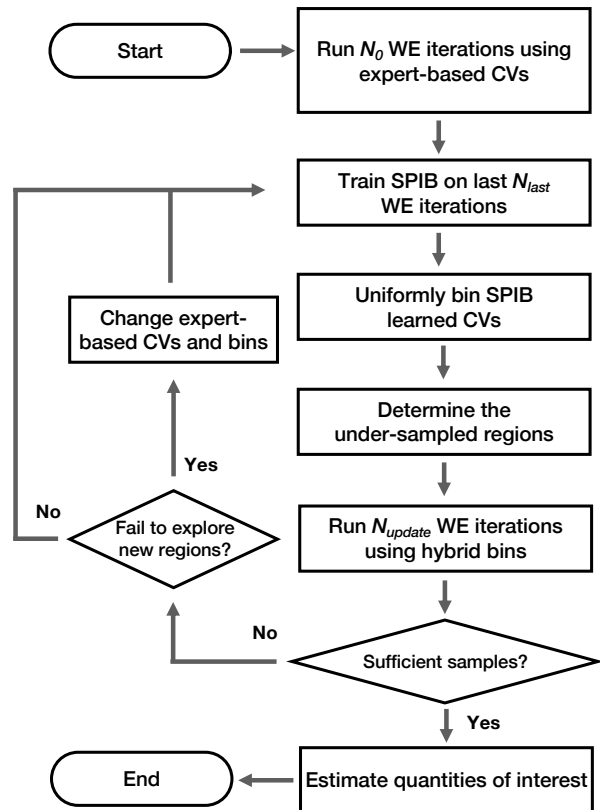 Start
Run N0 WE iterations using
expert-based CVs
Train SPIB on last Nlast
WE iterations
Uniformly bin SPIB
learned CVs
Change expert-
based CVs and bins
Determine the
under-sampled regions
Yes
No
Fail to explore
new regions?
Run Nupdate WE iterations
using hybrid bins
No
Sufficient samples?
Yes
Estimate quantities of interest
End